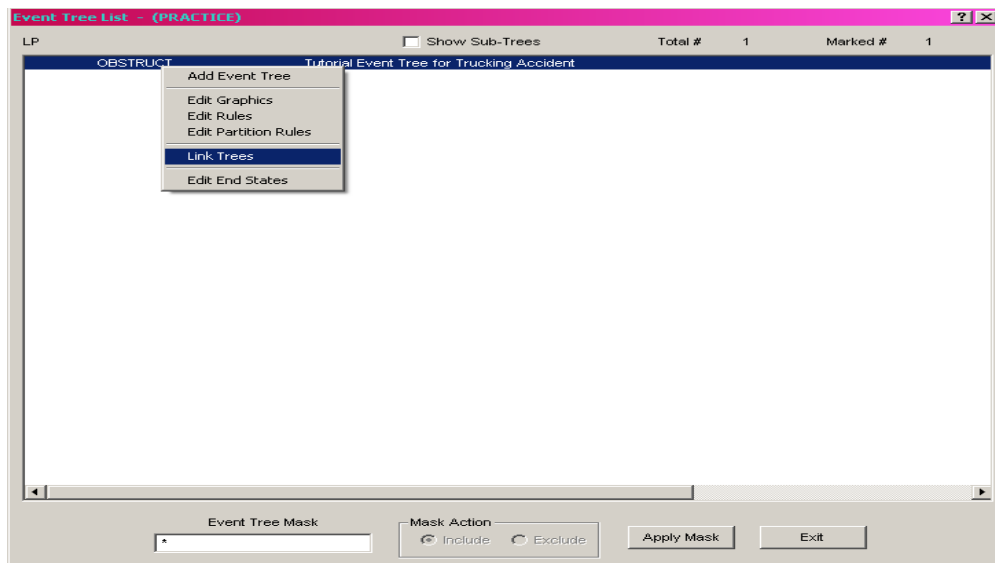 Event Tree List - (PRACTICE)
LP Show Sub-Trees Total # 1 Marked # 1
OBSTRUCT Tutorial Event Tree for Trucking Accident
Add Event Tree
Edit Graphics
Edit Rules
Edit Partition Rules
Link Trees
Edit End States
Event Tree Mask
*
Mask Action
Include Exclude
Apply Mask
Exit